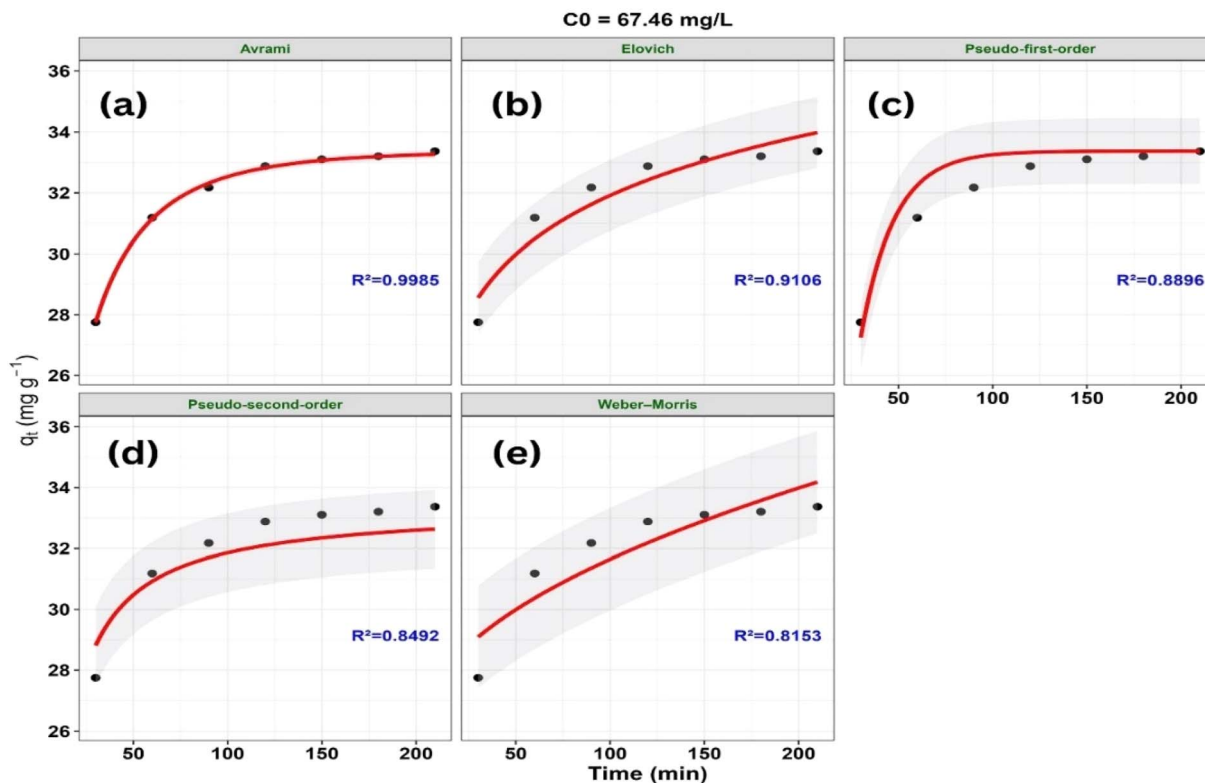 C0 = 67.46 mg/L
Avrami
Elovich
Pseudo-first-order
(a)
(b)
(c)
R²=0.9985
R²=0.9106
R²=0.8896
36
34
32
30
28
26
50
100
150
200
qt (mg g⁻¹)
Pseudo-second-order
Weber–Morris
(d)
(e)
R²=0.8492
R²=0.8153
36
34
32
30
28
26
50
100
150
200
50
100
150
200
Time (min)